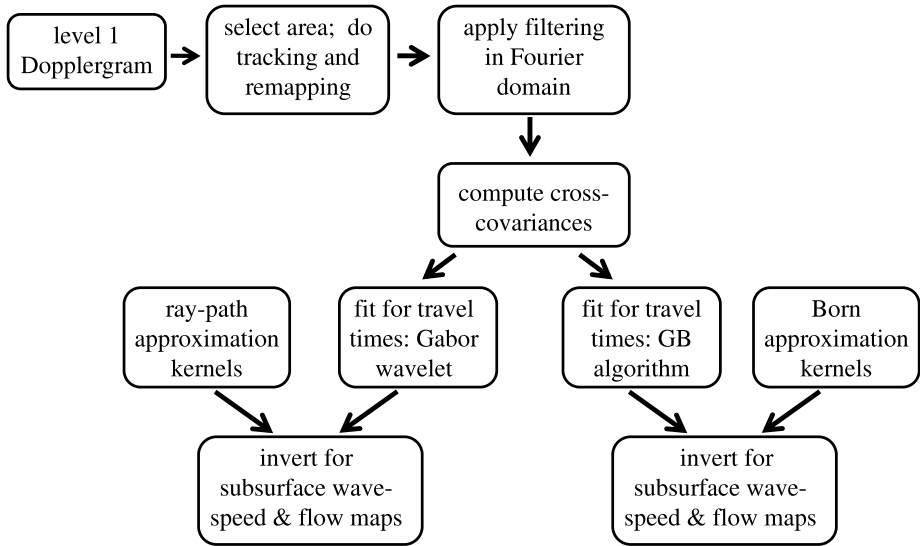 level 1
Dopplergram
select area;  do
tracking and
remapping
apply filtering
in Fourier
domain
compute cross-
covariances
ray-path
approximation
kernels
fit for travel
times: Gabor
wavelet
fit for travel
times: GB
algorithm
Born
approximation
kernels
invert for
subsurface wave-
speed & flow maps
invert for
subsurface wave-
speed & flow maps